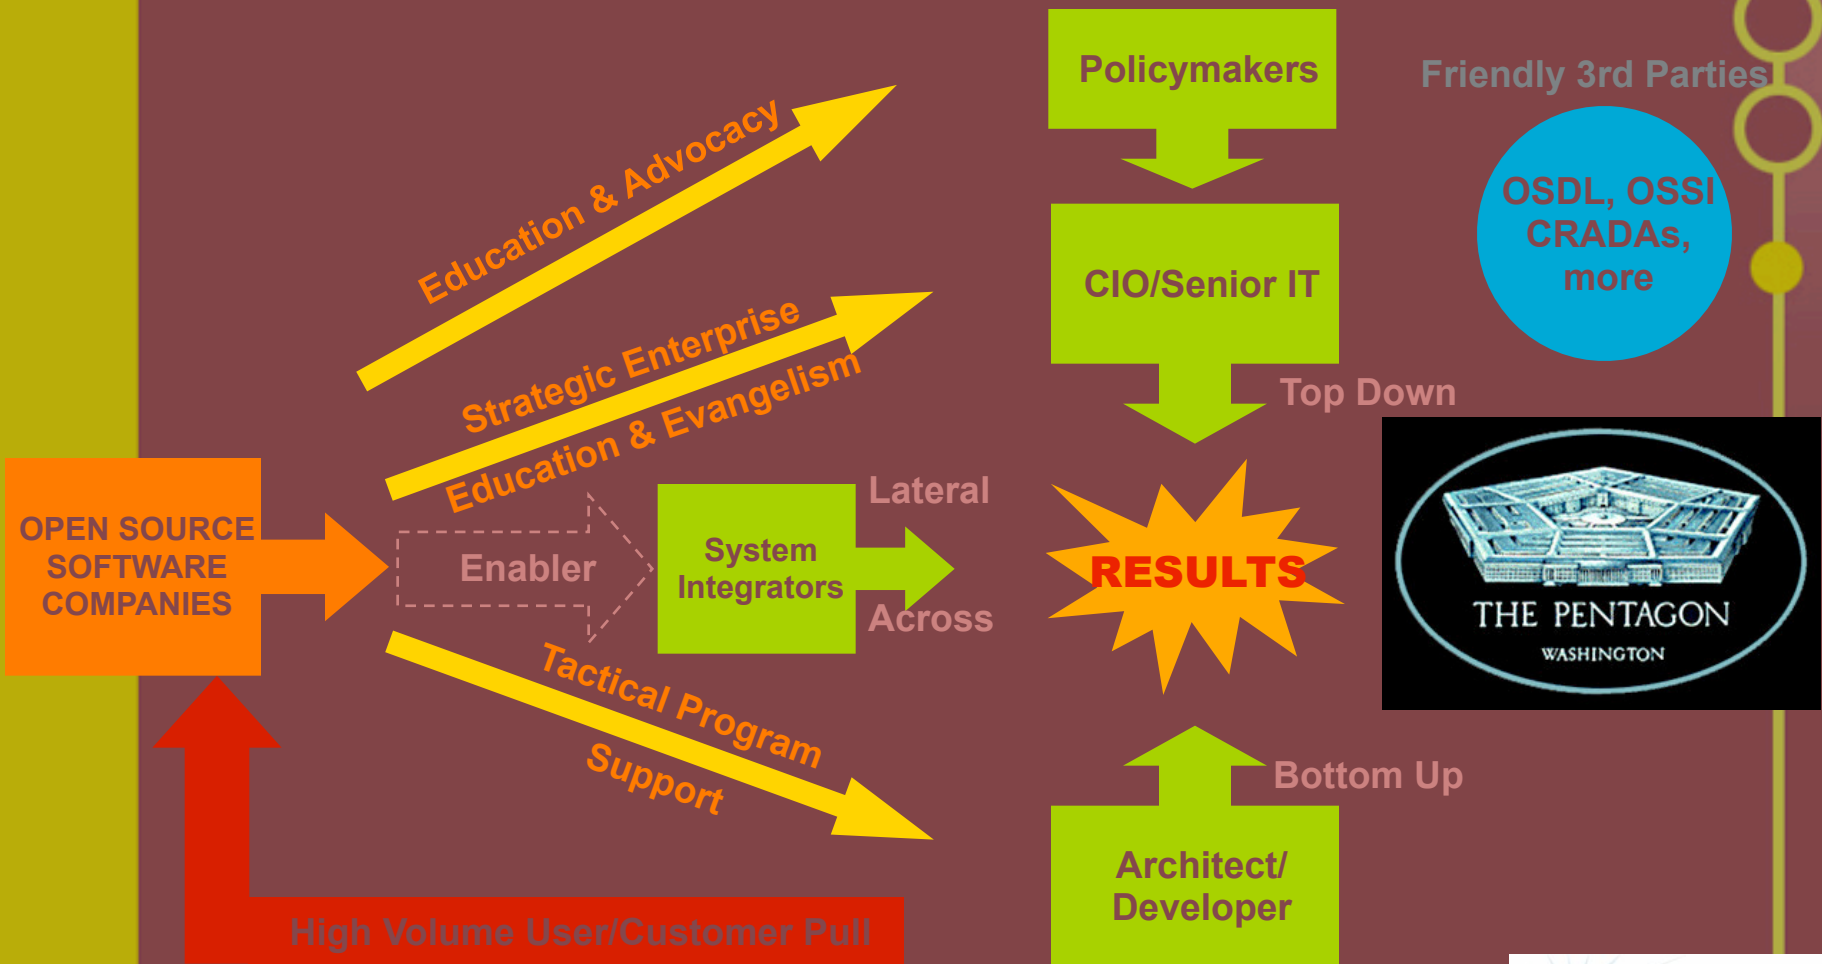 Policymakers
Friendly 3rd Parties
Education & Advocacy
OSDL, OSSI
CRADAs,
more
CIO/Senior IT
Strategic Enterprise
Education & Evangelism
Top Down
OPEN SOURCE
SOFTWARE
COMPANIES
Enabler
System
Integrators
Lateral
Across
RESULTS
THE PENTAGON
WASHINGTON
Tactical Program
Support
Bottom Up
Architect/
Developer
High Volume User/Customer Pull